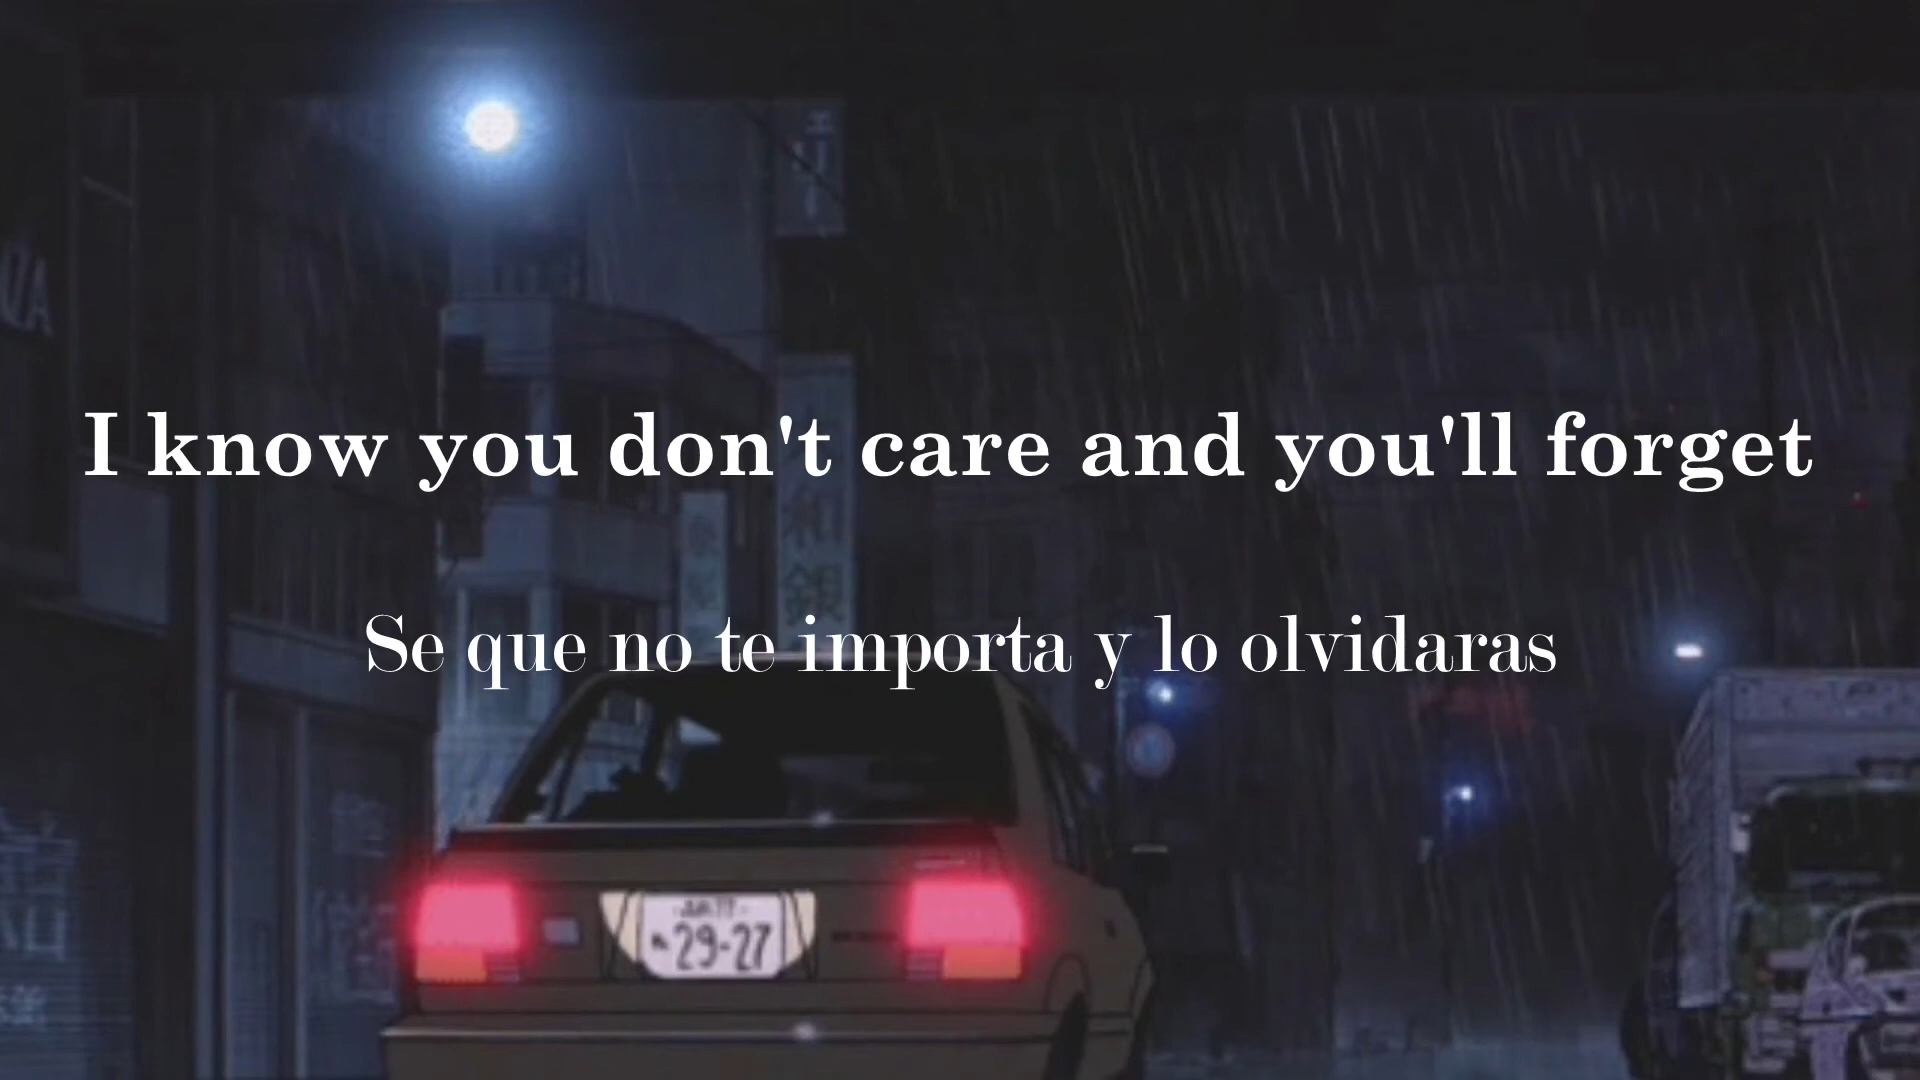 I know you don't care and you'll forget
Se que no te importa y lo olvidaras
29-27